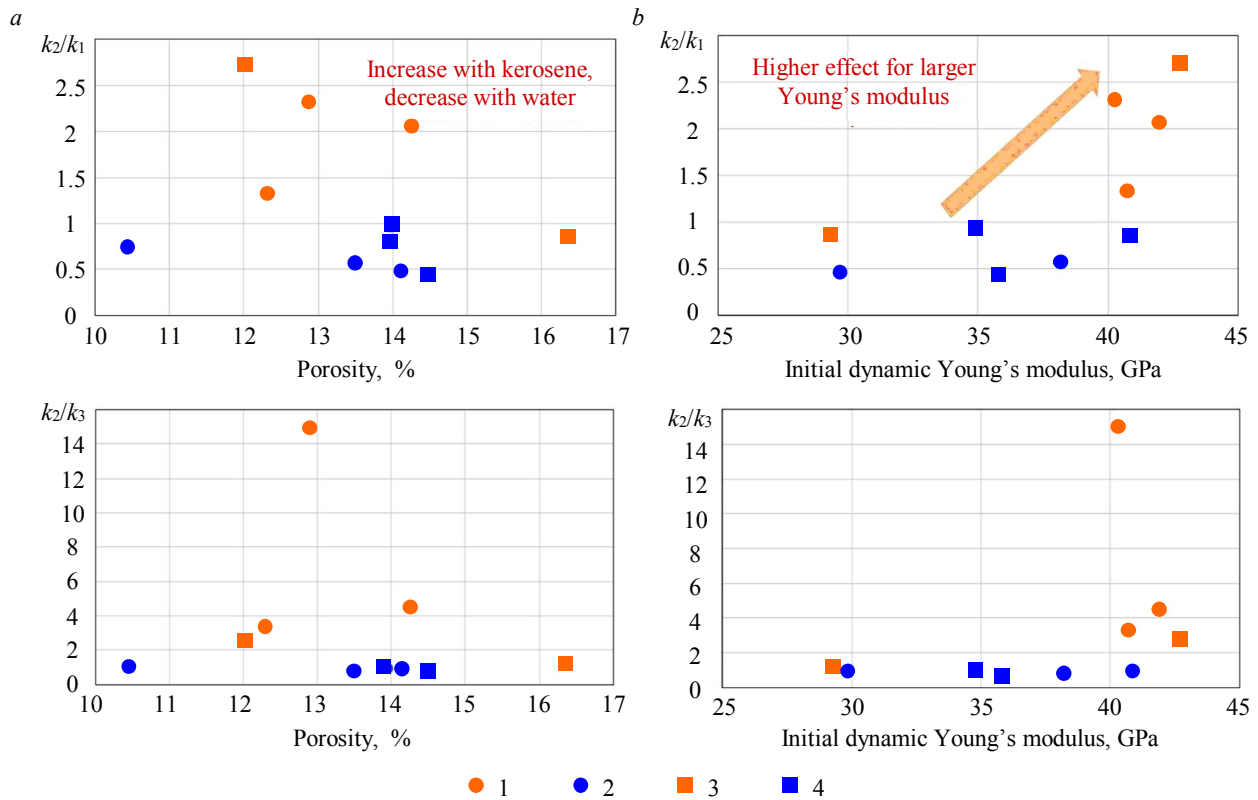 a
k2/k1
2.5
2
1.5
1
0.5
0
10 11 12 13 14 15 16 17
Porosity, %
Increase with kerosene,
decrease with water
b
k2/k1
2.5
2
1.5
1
0.5
0
25 30 35 40 45
Initial dynamic Young’s modulus, GPa
Higher effect for larger
Young’s modulus
k2/k3
14
12
10
8
6
4
2
0
10 11 12 13 14 15 16 17
Porosity, %
k2/k3
14
12
10
8
6
4
2
0
25 30 35 40 45
Initial dynamic Young’s modulus, GPa
1 2 3 4